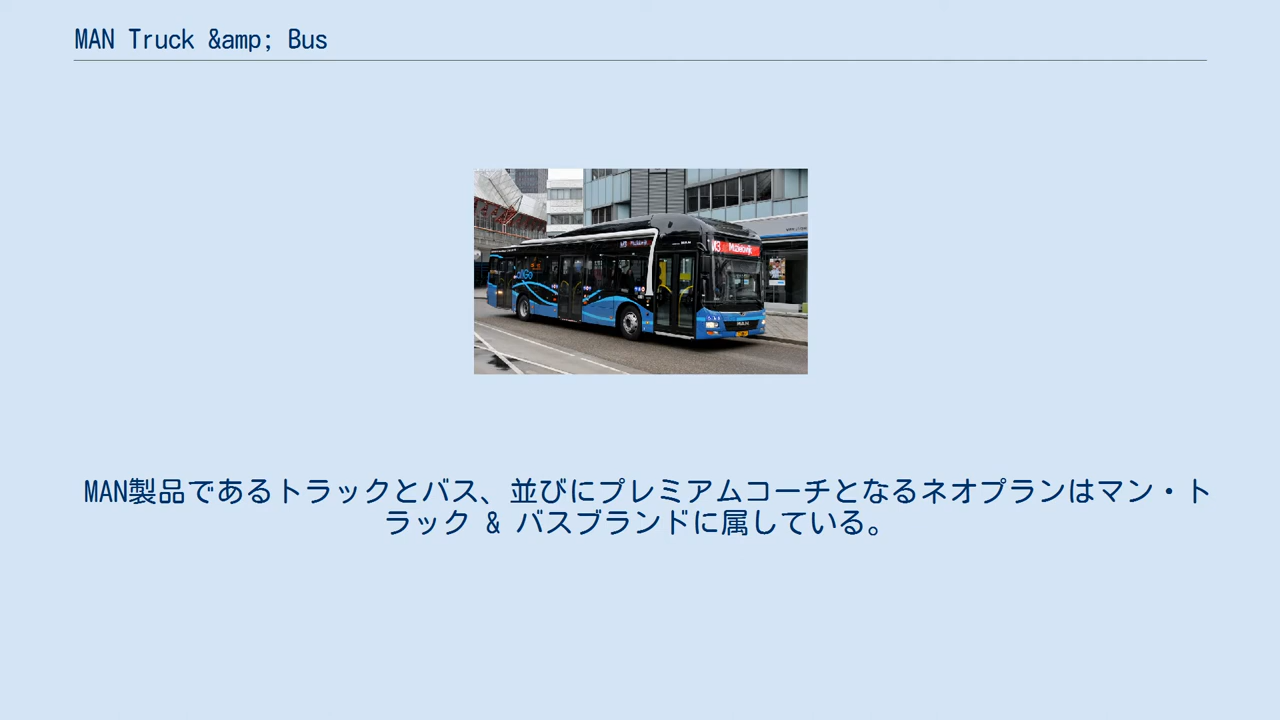 MAN Truck &amp; Bus
M3 Maaswijk
allGo
MAN製品であるトラックとバス、並びにプレミアムコーチとなるネオプランはマン・ト
ラック & バスブランドに属している。